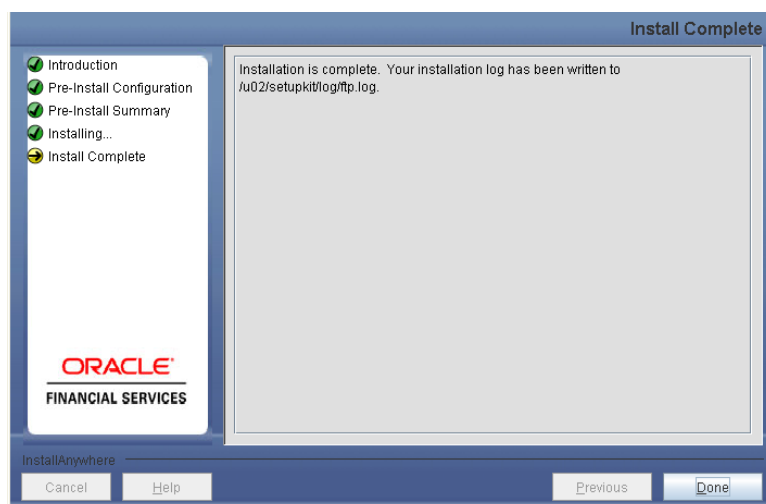 Install Complete
Introduction
Pre-Install Configuration
Pre-Install Summary
Installing...
Install Complete
Installation is complete. Your installation log has been written to
/u02/setupkit/log/ftp.log.
ORACLE
FINANCIAL SERVICES
InstallAnywhere
Cancel Help Previous Done